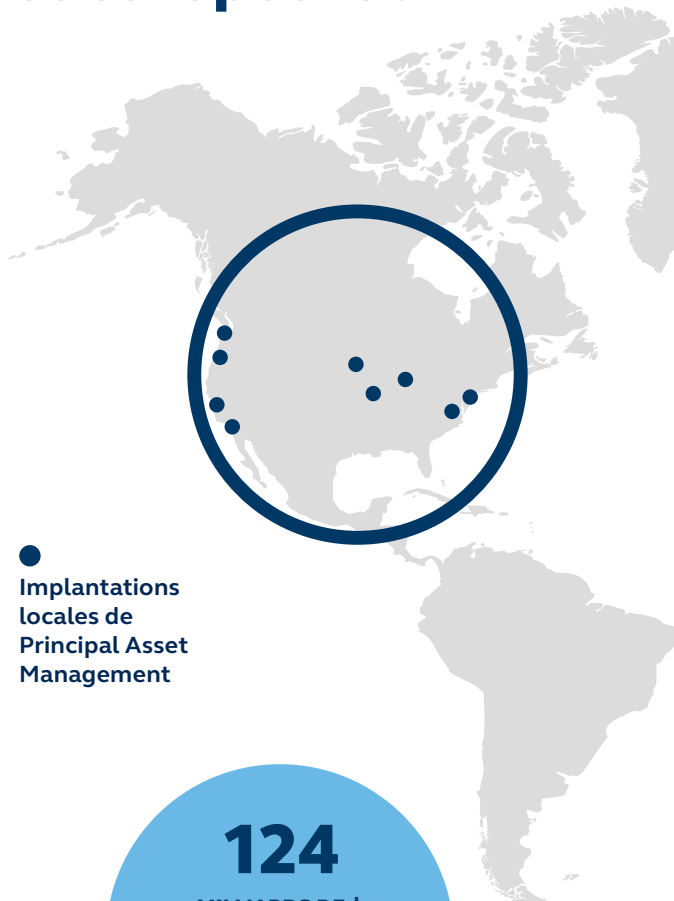 Implantations
locales de
Principal Asset
Management
124